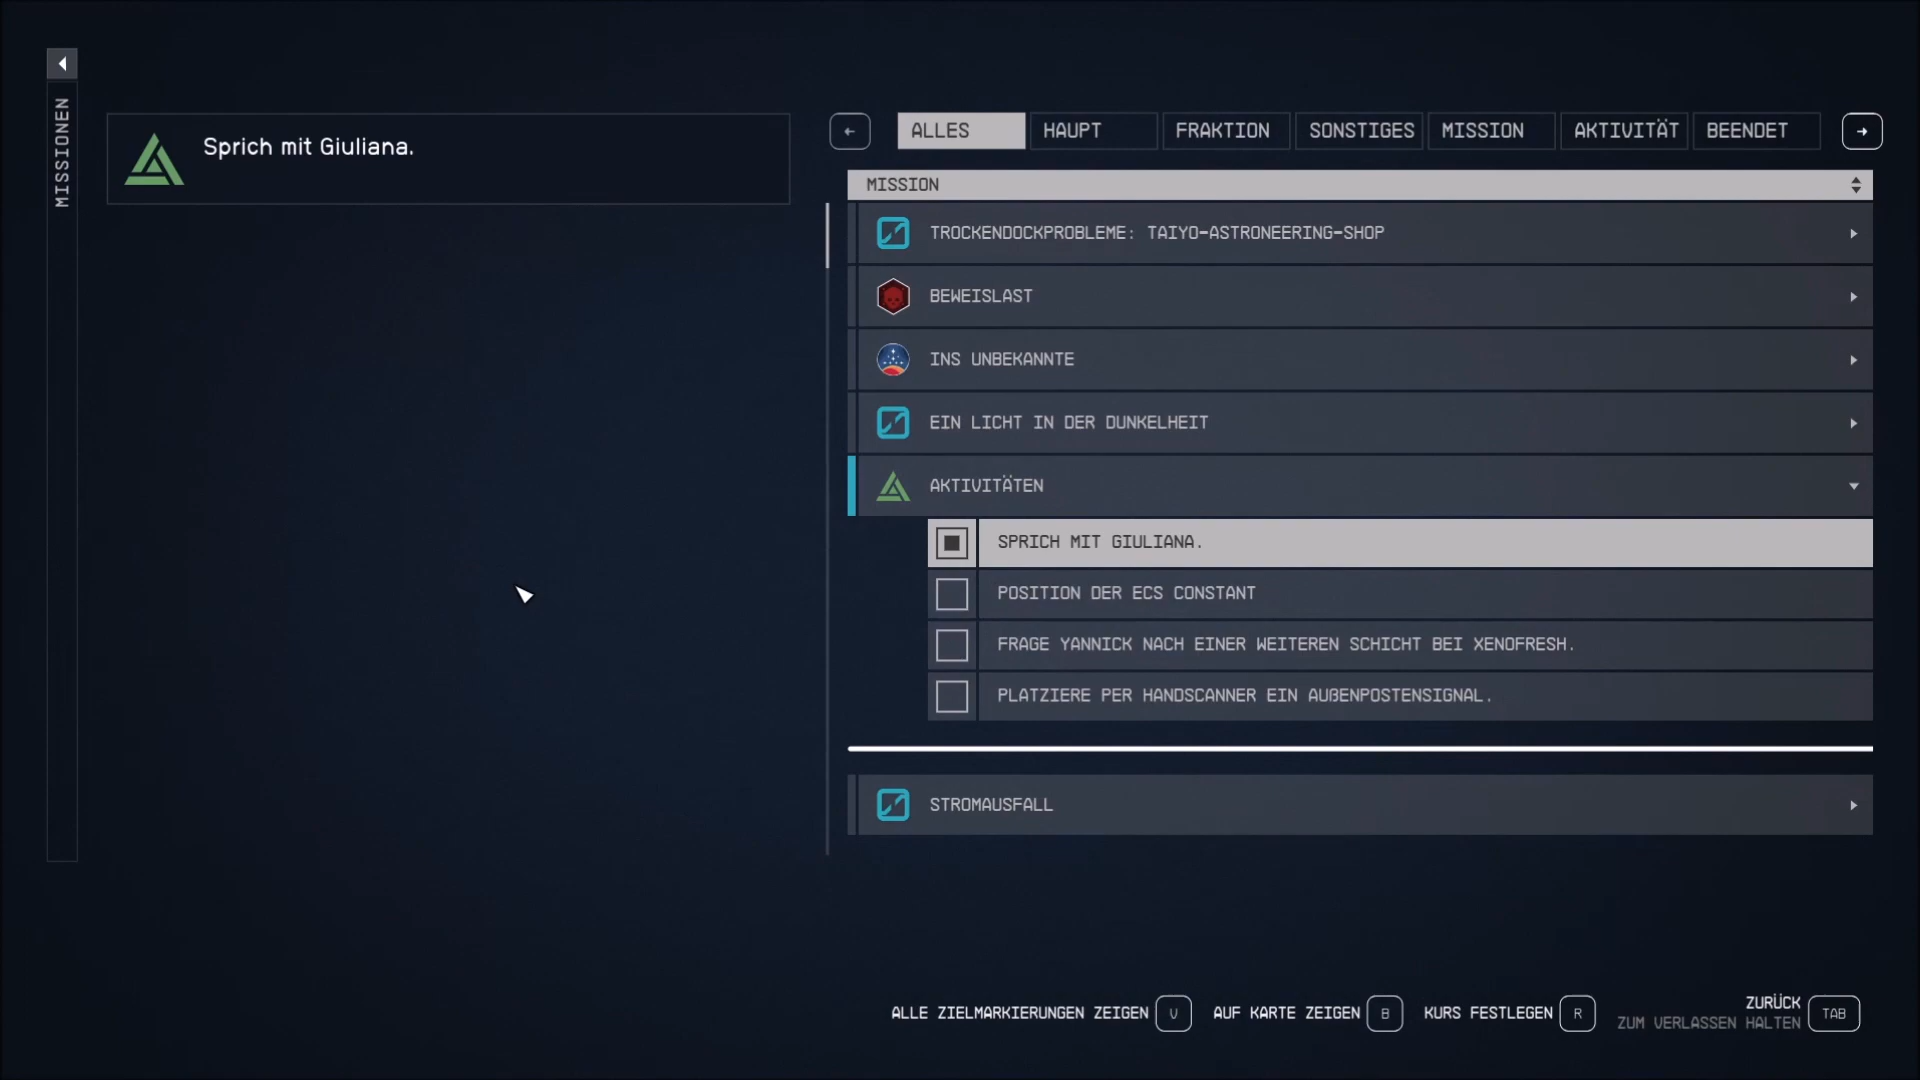 MISSIONEN
Sprich mit Giuliana.
ALLES HAUPT FRAKTION SONSTIGES MISSION AKTIVITÄT BEENDET
MISSION
TROCKENDOCKPROBLEME: TAIYO-ASTRONEERING-SHOP
BEWEISLAST
INS UNBEKANNTE
EIN LICHT IN DER DUNKELHEIT
AKTIVITÄTEN
SPRICH MIT GIULIANA.
POSITION DER ECS CONSTANT
FRAGE YANNICK NACH EINER WEITEREN SCHICHT BEI XENOFRESH.
PLATZIERE PER HANDSCANNER EIN AUßENPOSTENSIGNAL.
STROMAUSFALL
ALLE ZIELMARKIERUNGEN ZEIGEN V AUF KARTE ZEIGEN B KURS FESTLEGEN R ZURÜCK TAB
ZUM VERLASSEN HALTEN